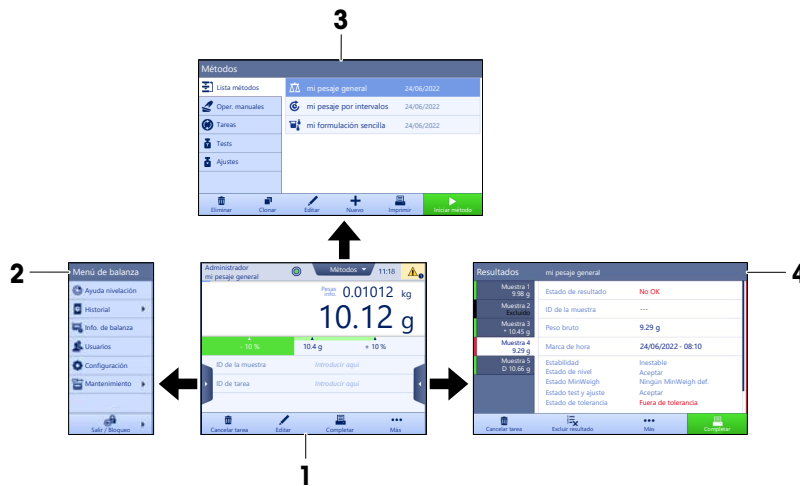 3
Métodos
Lista métodos
mi pesaje general 24/06/2022
Oper. manuales
mi pesaje por intervalos 24/06/2022
Tareas
mi formulación sencilla 24/06/2022
Tests
Ajustes
Eliminar Clonar Editar Nuevo Imprimir Iniciar método
2
Menú de balanza
Ayuda nivelación
Historial
Info. de balanza
Usuarios
Configuración
Mantenimiento
Salir / Bloqueo
Administrador
mi pesaje general
Métodos 11:18
Pesas
info. 0.01012 kg
10.12 g
- 10 % 10.4 g + 10 %
ID de la muestra Introducir aquí
ID de tarea Introducir aquí
Cancelar tarea Editar Completar Más
1
4
Resultados mi pesaje general
Muestra 1
9.98 g
Muestra 2
Excluido
Muestra 3
* 10.45 g
Muestra 4
9.29 g
Muestra 5
D 10.66 g
Estado de resultado No OK
ID de la muestra ---
Peso bruto 9.29 g
Marca de hora 24/06/2022 - 08:10
Estabilidad Inestable
Estado de nivel Aceptar
Estado MinWeigh Ningún MinWeigh def.
Estado test y ajuste Aceptar
Estado de tolerancia Fuera de tolerancia
Cancelar tarea Excluir resultado Más Completar